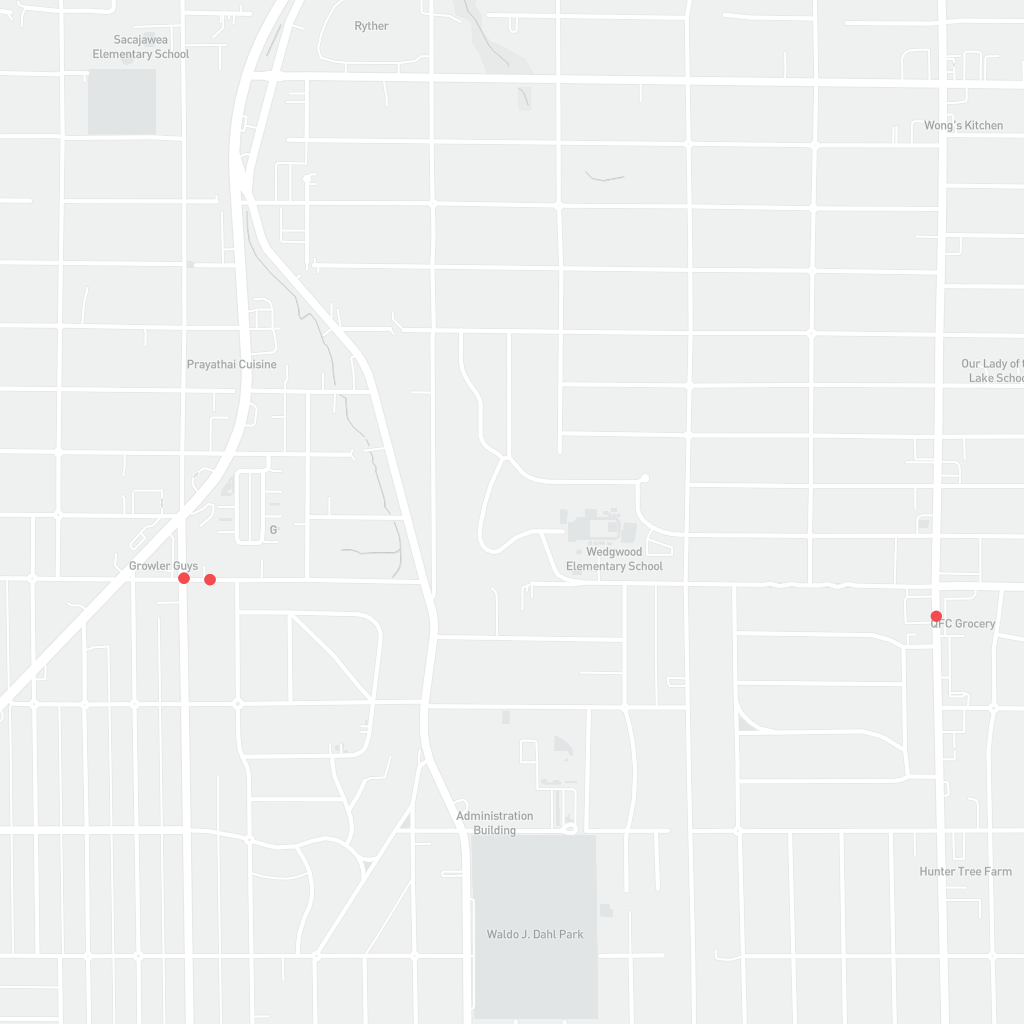 Ryther
Sacajawea
Elementary School
Wong's Kitchen
Prayathai Cuisine
Our Lady of t
Lake Schoo
G
Wedgwood
Elementary School
Growler Guys
QFC Grocery
Administration
Building
Hunter Tree Farm
Waldo J. Dahl Park